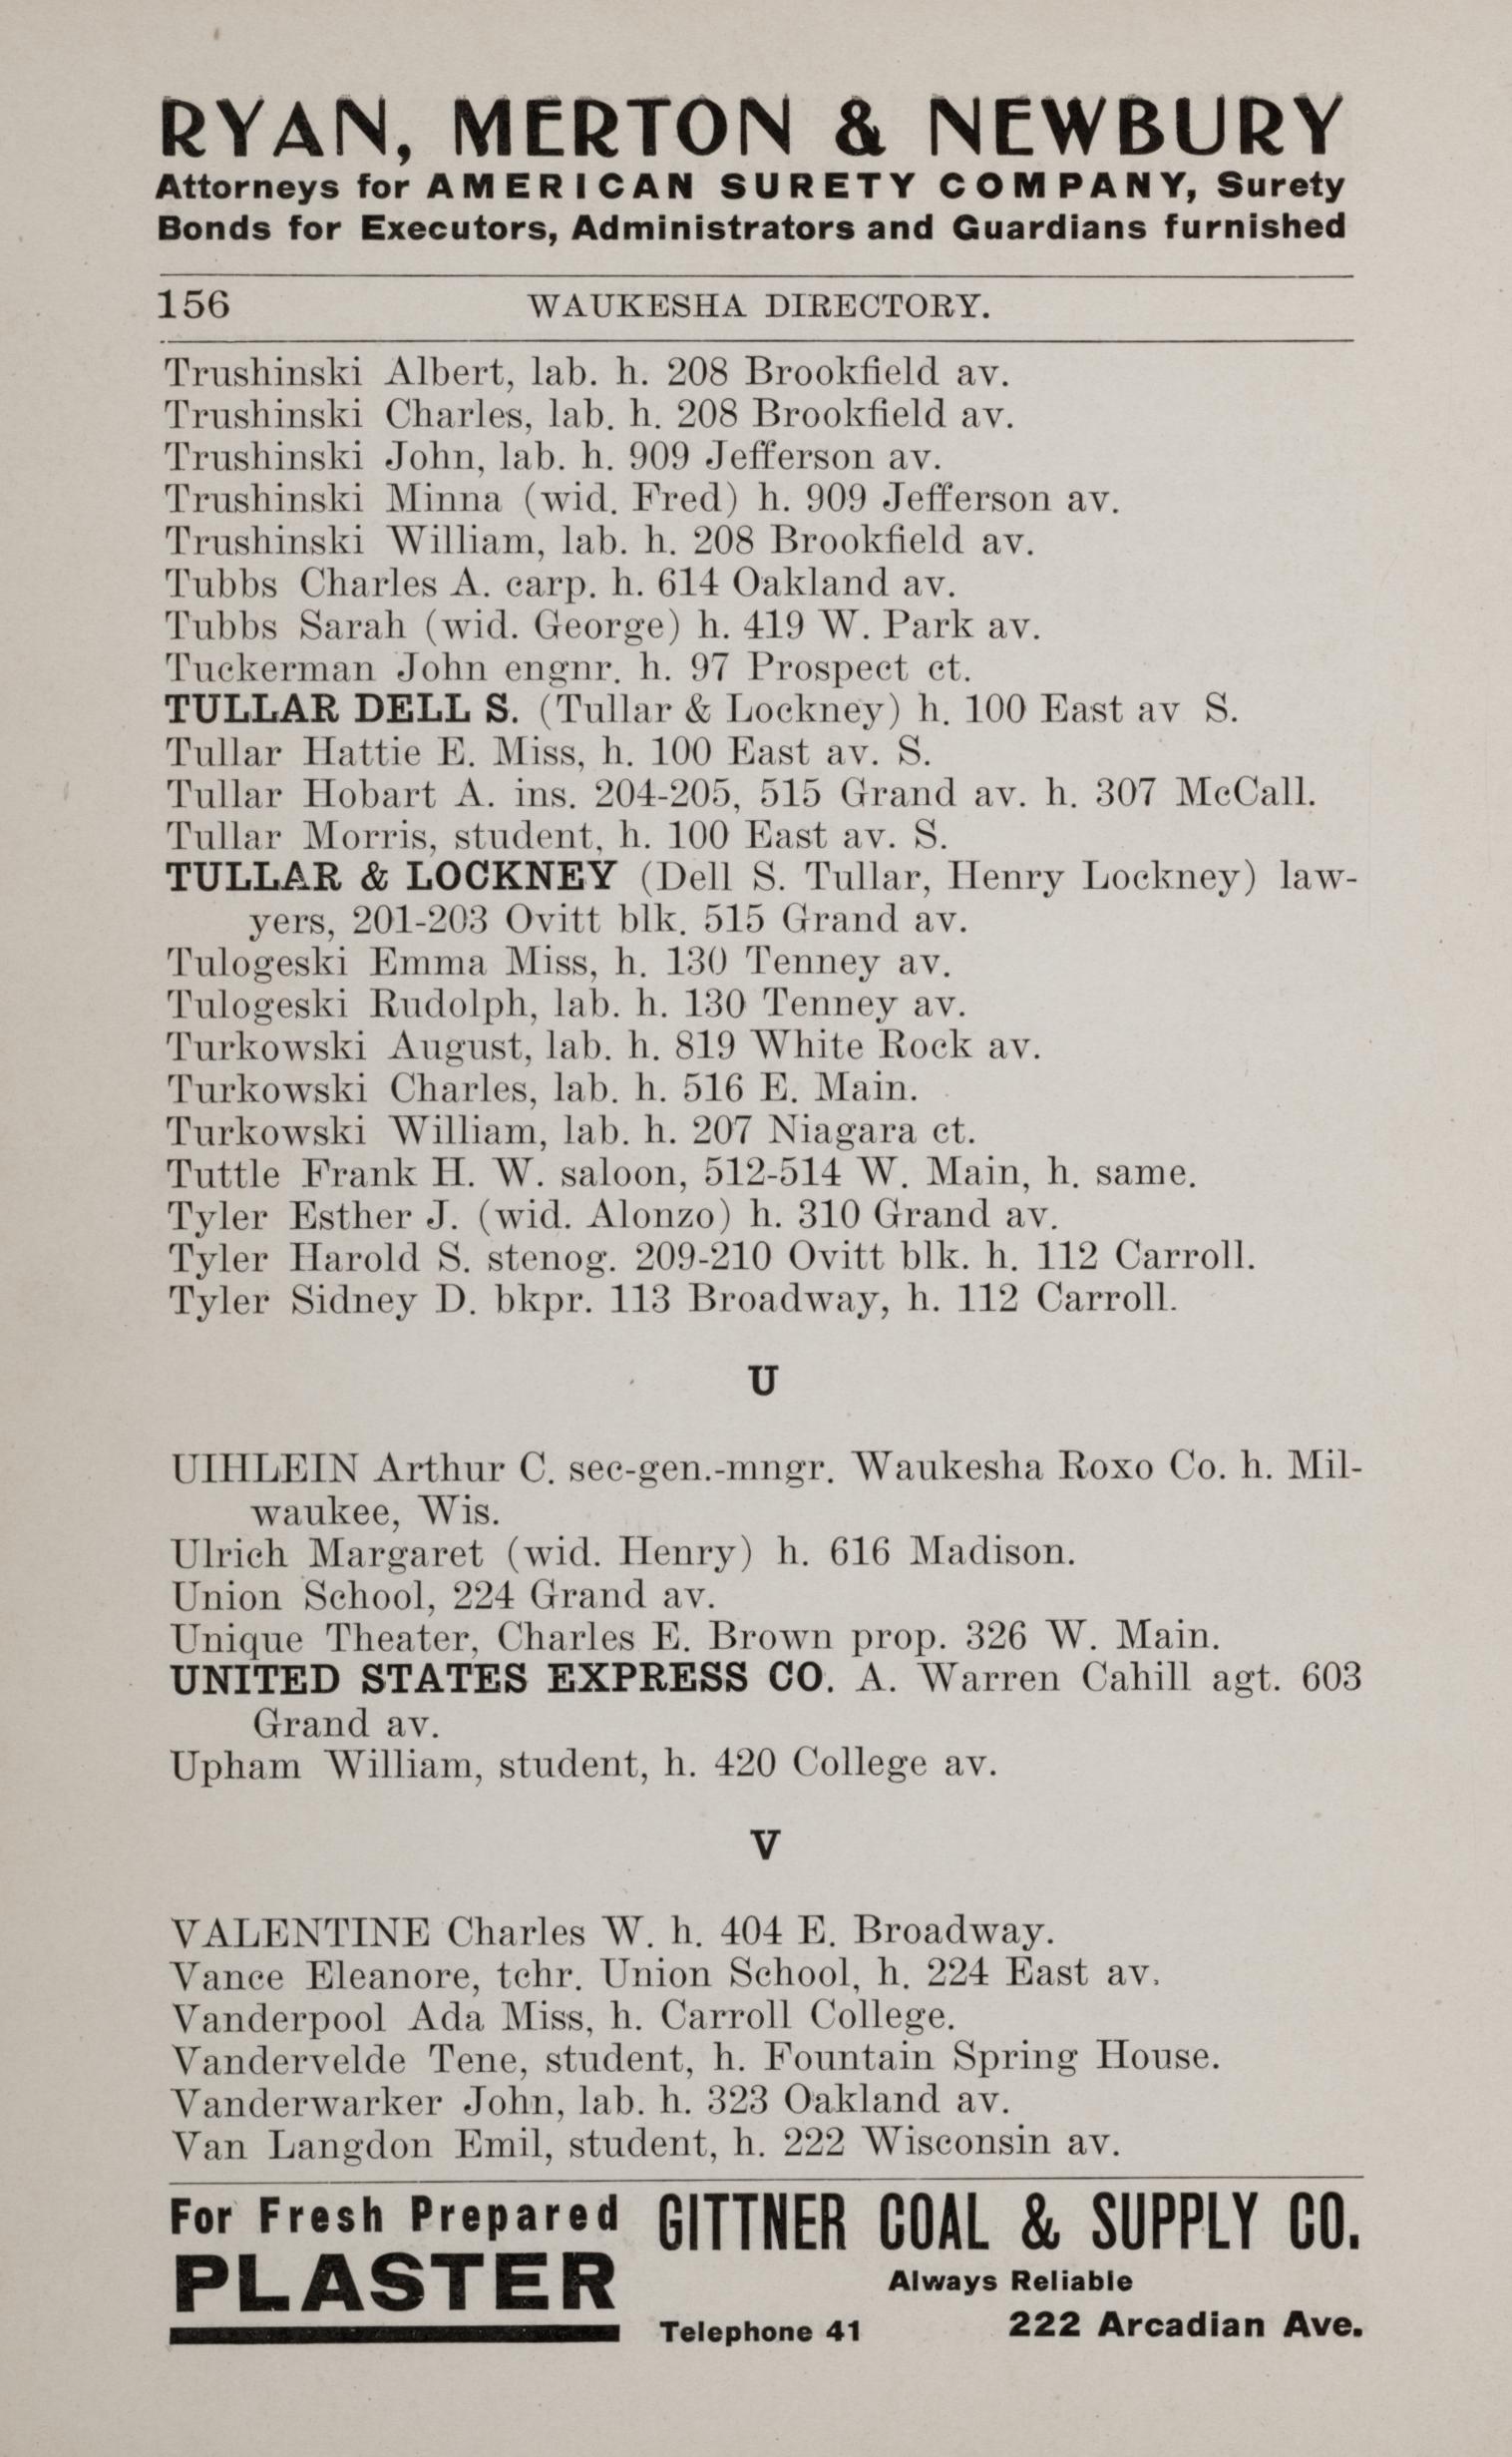 RYAN, MERTON & NEWBURY
Attorneys for AMERICAN SURETY COMPANY, Surety
Bonds for Executors, Administrators and Guardians furnished
156 WAUKESHA DIRECTORY.
Trushinski Albert, lab. h. 208 Brookfield av.
Trushinski Charles, lab. h. 208 Brookfield av.
Trushinski John, lab. h. 909 Jefferson av.
Trushinski Minna (wid. Fred) h. 909 Jefferson av.
Trushinski William, lab. h. 208 Brookfield av.
Tubbs Charles A. carp. h. 614 Oakland av.
Tubbs Sarah (wid. George) h. 419 W. Park av.
Tuckerman John engnr. h. 97 Prospect ct.
TULLAR DELL S. (Tullar & Lockney) h. 100 East av S.
Tullar Hattie E. Miss, h. 100 East av. S.
Tullar Hobart A. ins. 204-205, 515 Grand av. h. 307 McCall.
Tullar Morris, student, h. 100 East av. S.
TULLAR & LOCKNEY (Dell S. Tullar, Henry Lockney) law-
yers, 201-203 Ovitt blk. 515 Grand av.
Tulogeski Emma Miss, h. 130 Tenney av.
Tulogeski Rudolph, lab. h. 130 Tenney av.
Turkowski August, lab. h. 819 White Rock av.
Turkowski Charles, lab. h. 516 E. Main.
Turkowski William, lab. h. 207 Niagara ct.
Tuttle Frank H. W. saloon, 512-514 W. Main, h. same.
Tyler Esther J. (wid. Alonzo) h. 310 Grand av.
Tyler Harold S. stenog. 209-210 Ovitt blk. h. 112 Carroll.
Tyler Sidney D. bkpr. 113 Broadway, h. 112 Carroll.
U
UIHLEIN Arthur C. sec-gen.-mngr. Waukesha Roxo Co. h. Mil-
waukee, Wis.
Ulrich Margaret (wid. Henry) h. 616 Madison.
Union School, 224 Grand av.
Unique Theater, Charles E. Brown prop. 326 W. Main.
UNITED STATES EXPRESS CO. A. Warren Cahill agt. 603
Grand av.
Upham William, student, h. 420 College av.
V
VALENTINE Charles W. h. 404 E. Broadway.
Vance Eleanore, tchr. Union School, h. 224 East av.
Vanderpool Ada Miss, h. Carroll College.
Vandervelde Tene, student, h. Fountain Spring House.
Vanderwarker John, lab. h. 323 Oakland av.
Van Langdon Emil, student, h. 222 Wisconsin av.
For Fresh Prepared GITTNER COAL & SUPPLY CO.
PLASTER Always Reliable
Telephone 41 222 Arcadian Ave.